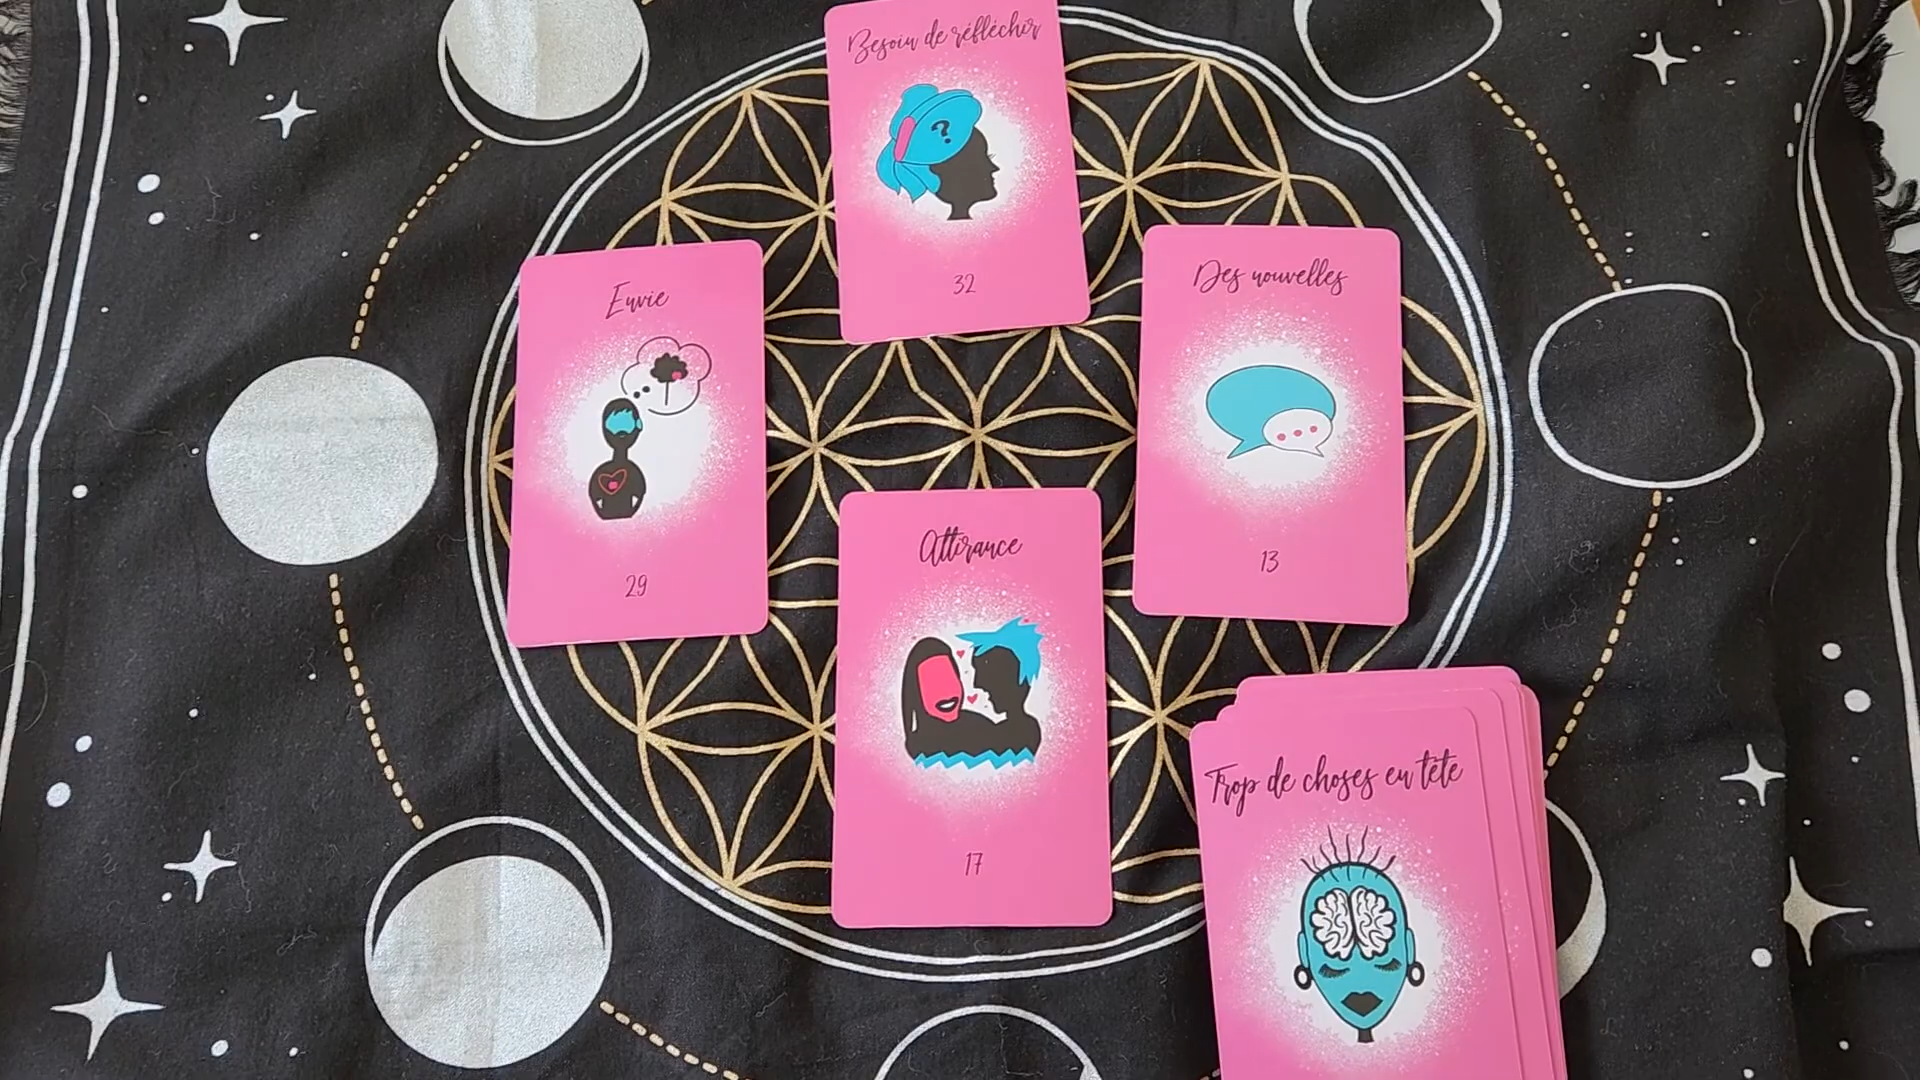 Besoin de réfléchir
?
32
Envie
29
Des nouvelles
13
Attirance
17
Trop de choses en tête